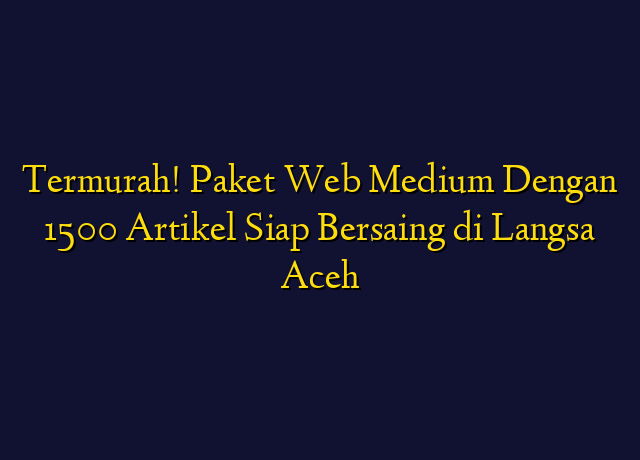 Termurah! Paket Web Medium Dengan
1500 Artikel Siap Bersaing di Langsa
Aceh